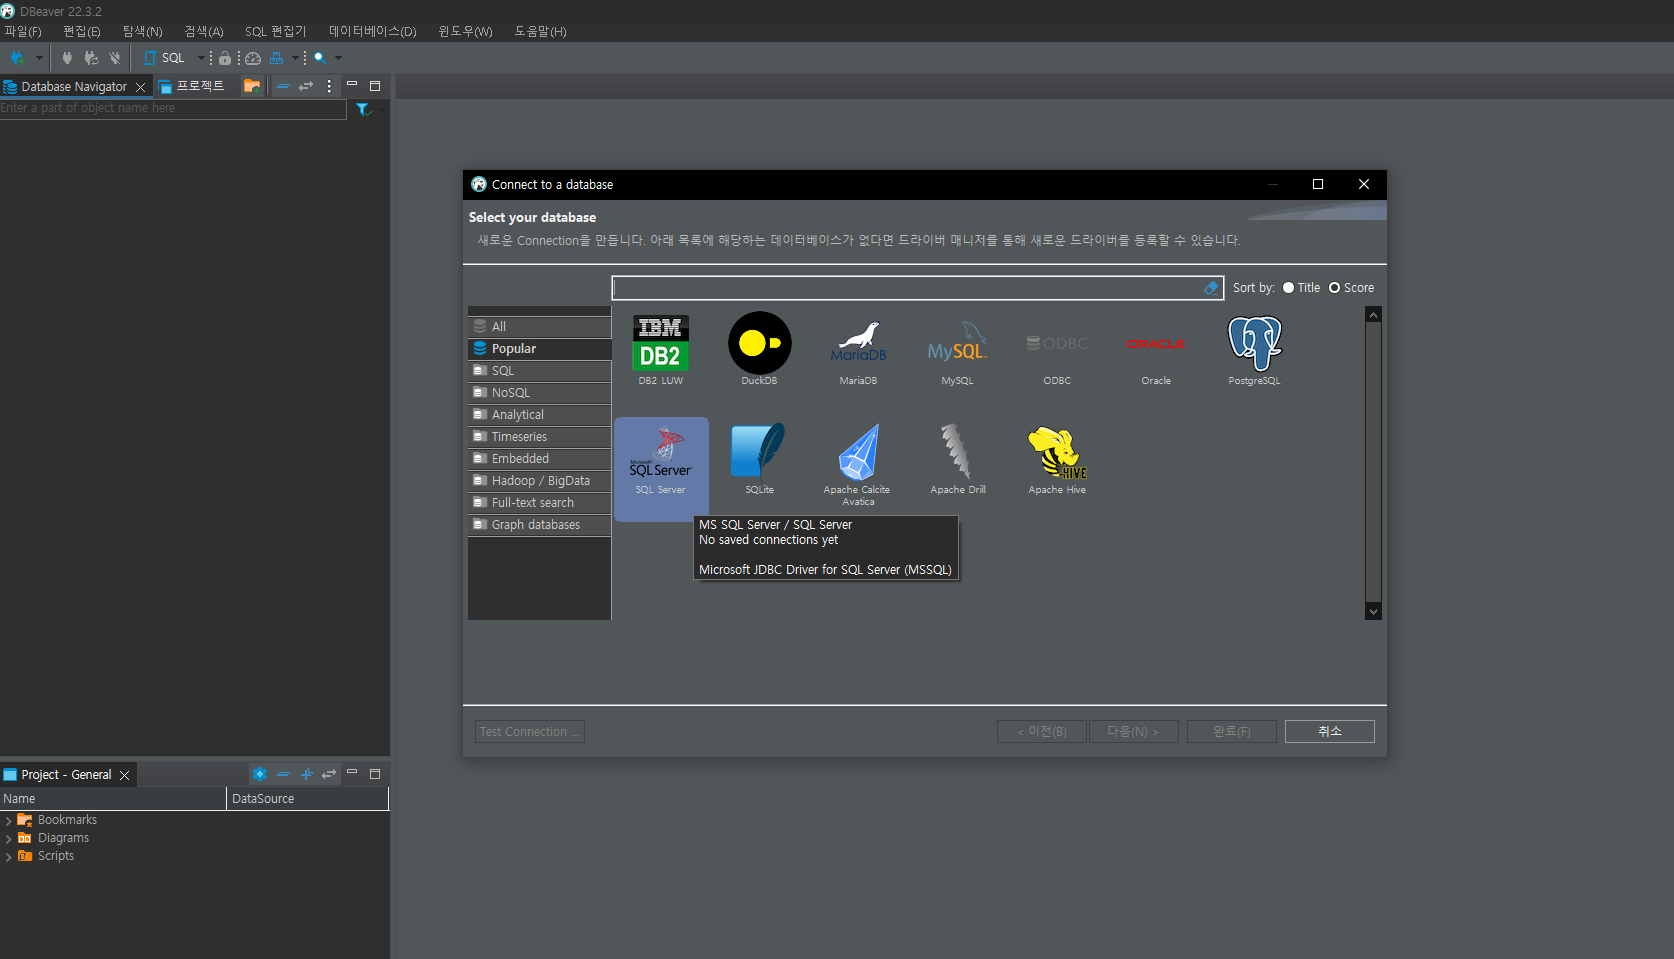 DBeaver 22.3.2
파일(F) 편집(E) 탐색(N) 검색(A) SQL 편집기 데이터베이스(D) 윈도우(W) 도움말(H)
SQL
Database Navigator 프로젝트
Enter a part of object name here
Connect to a database
Select your database
새로운 Connection을 만듭니다. 아래 목록에 해당하는 데이터베이스가 없다면 드라이버 매니저를 통해 새로운 드라이버를 등록할 수 있습니다.
Sort by: Title Score
All
Popular
SQL
NoSQL
Analytical
Timeseries
Embedded
Hadoop / BigData
Full-text search
Graph databases
IBM
DB2
MariaDB
MySQL
ODBC
ORACLE
DB2 LUW DuckDB MariaDB MySQL ODBC Oracle PostgreSQL
Microsoft
SQL Server
HIVE
SQL Server SQLite Apache Calcite Avatica Apache Drill Apache Hive
MS SQL Server / SQL Server
No saved connections yet
Microsoft JDBC Driver for SQL Server (MSSQL)
Test Connection ... < 이전(B) 다음(N) > 완료(F) 취소
Project - General
Name DataSource
Bookmarks
Diagrams
Scripts